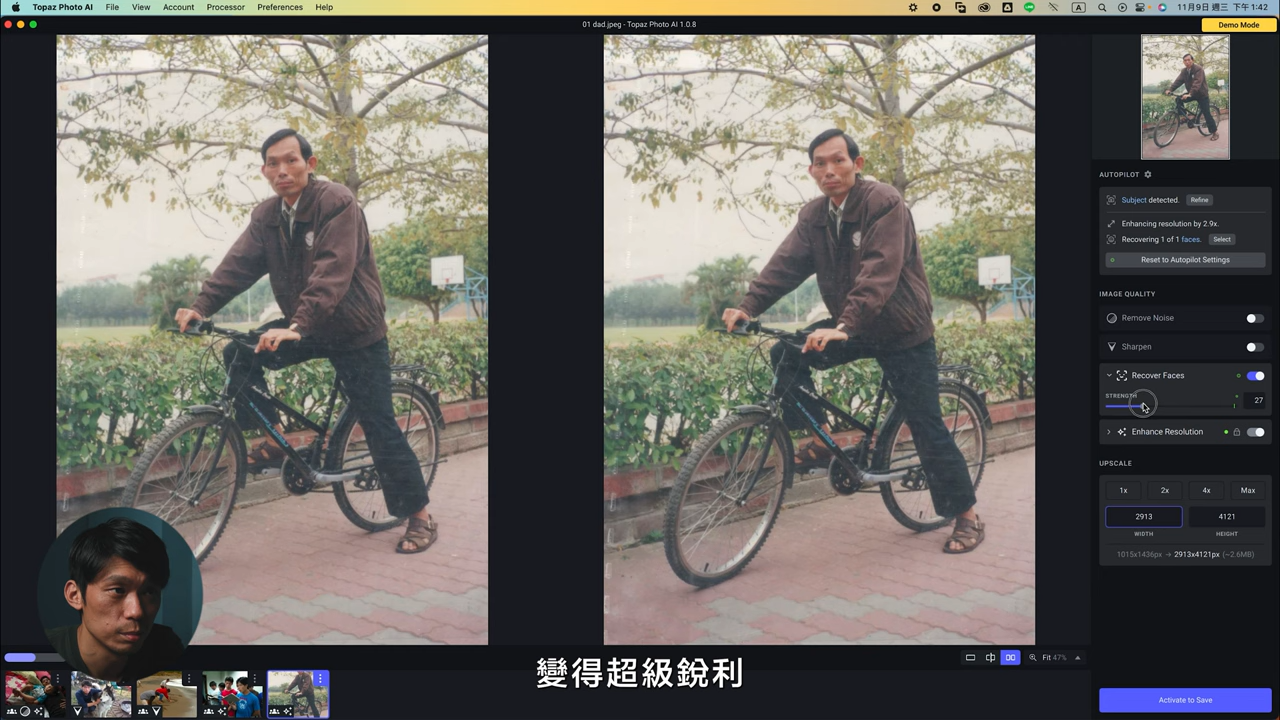 Topaz Photo AI File View Account Processor Preferences Help
A
11月9日 週三 下午 1:42
01 dad.jpeg - Topaz Photo AI 1.0.8
Demo Mode
AUTOPILOT
Subject detected. Refine
Enhancing resolution by 2.9x.
Recovering 1 of 1 faces. Select
Reset to Autopilot Settings
IMAGE QUALITY
Remove Noise
Sharpen
Recover Faces
STRENGTH
27
Enhance Resolution
UPSCALE
1x 2x 4x Max
2913 4121
WIDTH HEIGHT
1015x1436px → 2913x4121px (~2.6MB)
Fit 47%
變得超級銳利
Activate to Save